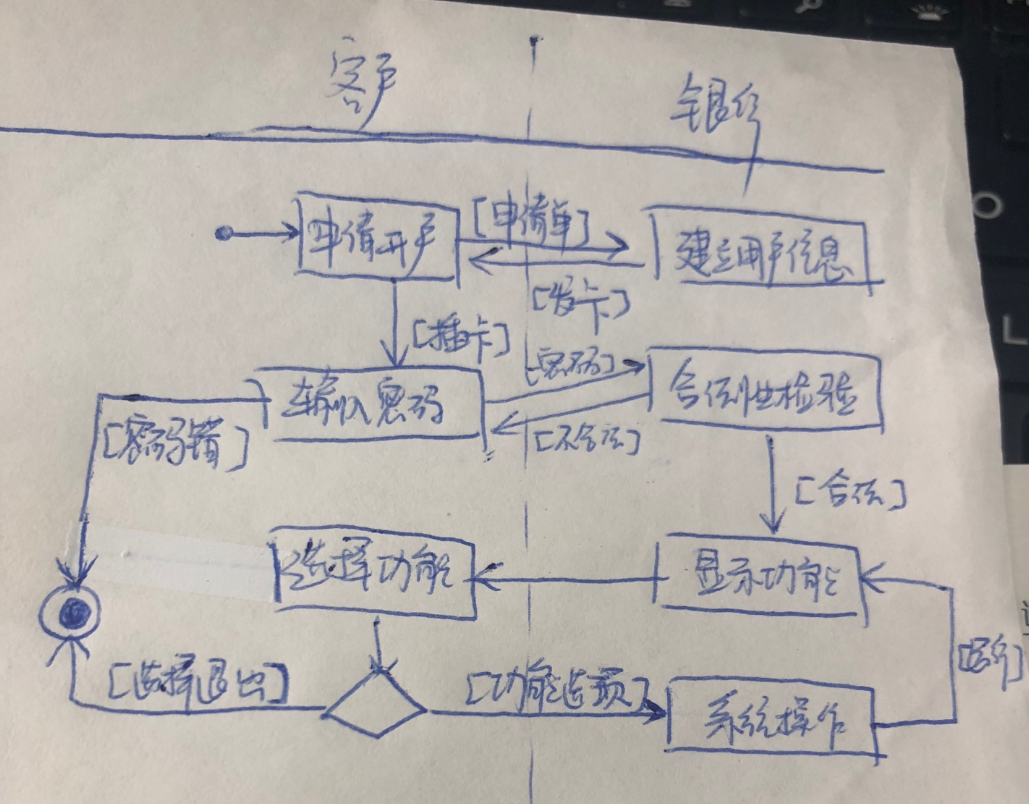 客户
银行
申请开户
[申请单]
建立用户信息
[发卡]
[插卡]
[密码]
输入密码
合法性检验
[密码错]
[不合法]
[合法]
选择功能
显示功能
[选择退出]
[功能选项]
系统操作